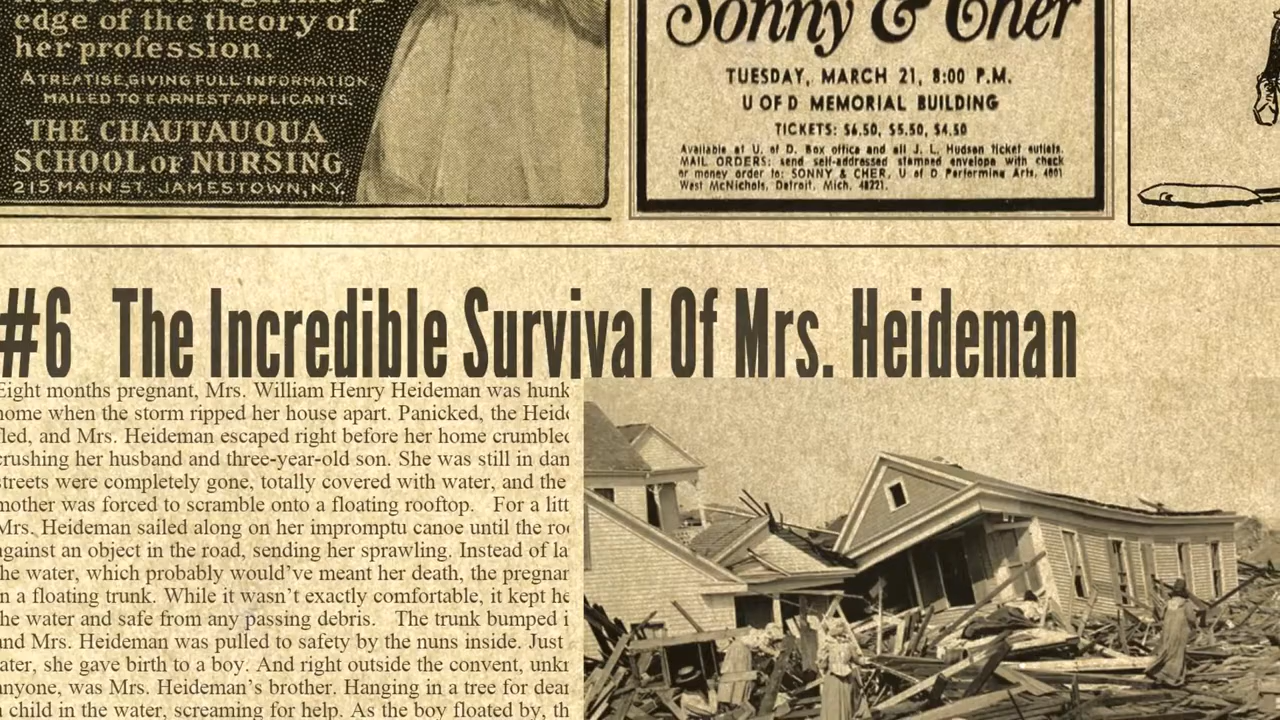 edge of the theory of
her profession.
A TREATISE GIVING FULL INFORMATION
MAILED TO EARNEST APPLICANTS.
THE CHAUTAUQUA
SCHOOL OF NURSING
215 MAIN ST. JAMESTOWN, N.Y.
Sonny & Cher
TUESDAY, MARCH 21, 8:00 P.M.
U OF D MEMORIAL BUILDING
TICKETS: $6.50, $5.50, $4.50
Available at U. of D. Box office and all J. L. Hudson ticket outlets.
MAIL ORDERS: send self-addressed stamped envelope with check
or money order to: SONNY & CHER, U of D Performing Arts, 4001
West McNichols, Detroit, Mich. 48221.
#6 The Incredible Survival Of Mrs. Heideman
Eight months pregnant, Mrs. William Henry Heideman was hunk
home when the storm ripped her house apart. Panicked, the Heid
fled, and Mrs. Heideman escaped right before her home crumbled
crushing her husband and three-year-old son. She was still in dan
streets were completely gone, totally covered with water, and the
mother was forced to scramble onto a floating rooftop. For a litt
Mrs. Heideman sailed along on her impromptu canoe until the roo
against an object in the road, sending her sprawling. Instead of la
the water, which probably would've meant her death, the pregnan
in a floating trunk. While it wasn't exactly comfortable, it kept he
the water and safe from any passing debris. The trunk bumped i
and Mrs. Heideman was pulled to safety by the nuns inside. Just
later, she gave birth to a boy. And right outside the convent, unkn
anyone, was Mrs. Heideman's brother. Hanging in a tree for dear
a child in the water, screaming for help. As the boy floated by, th